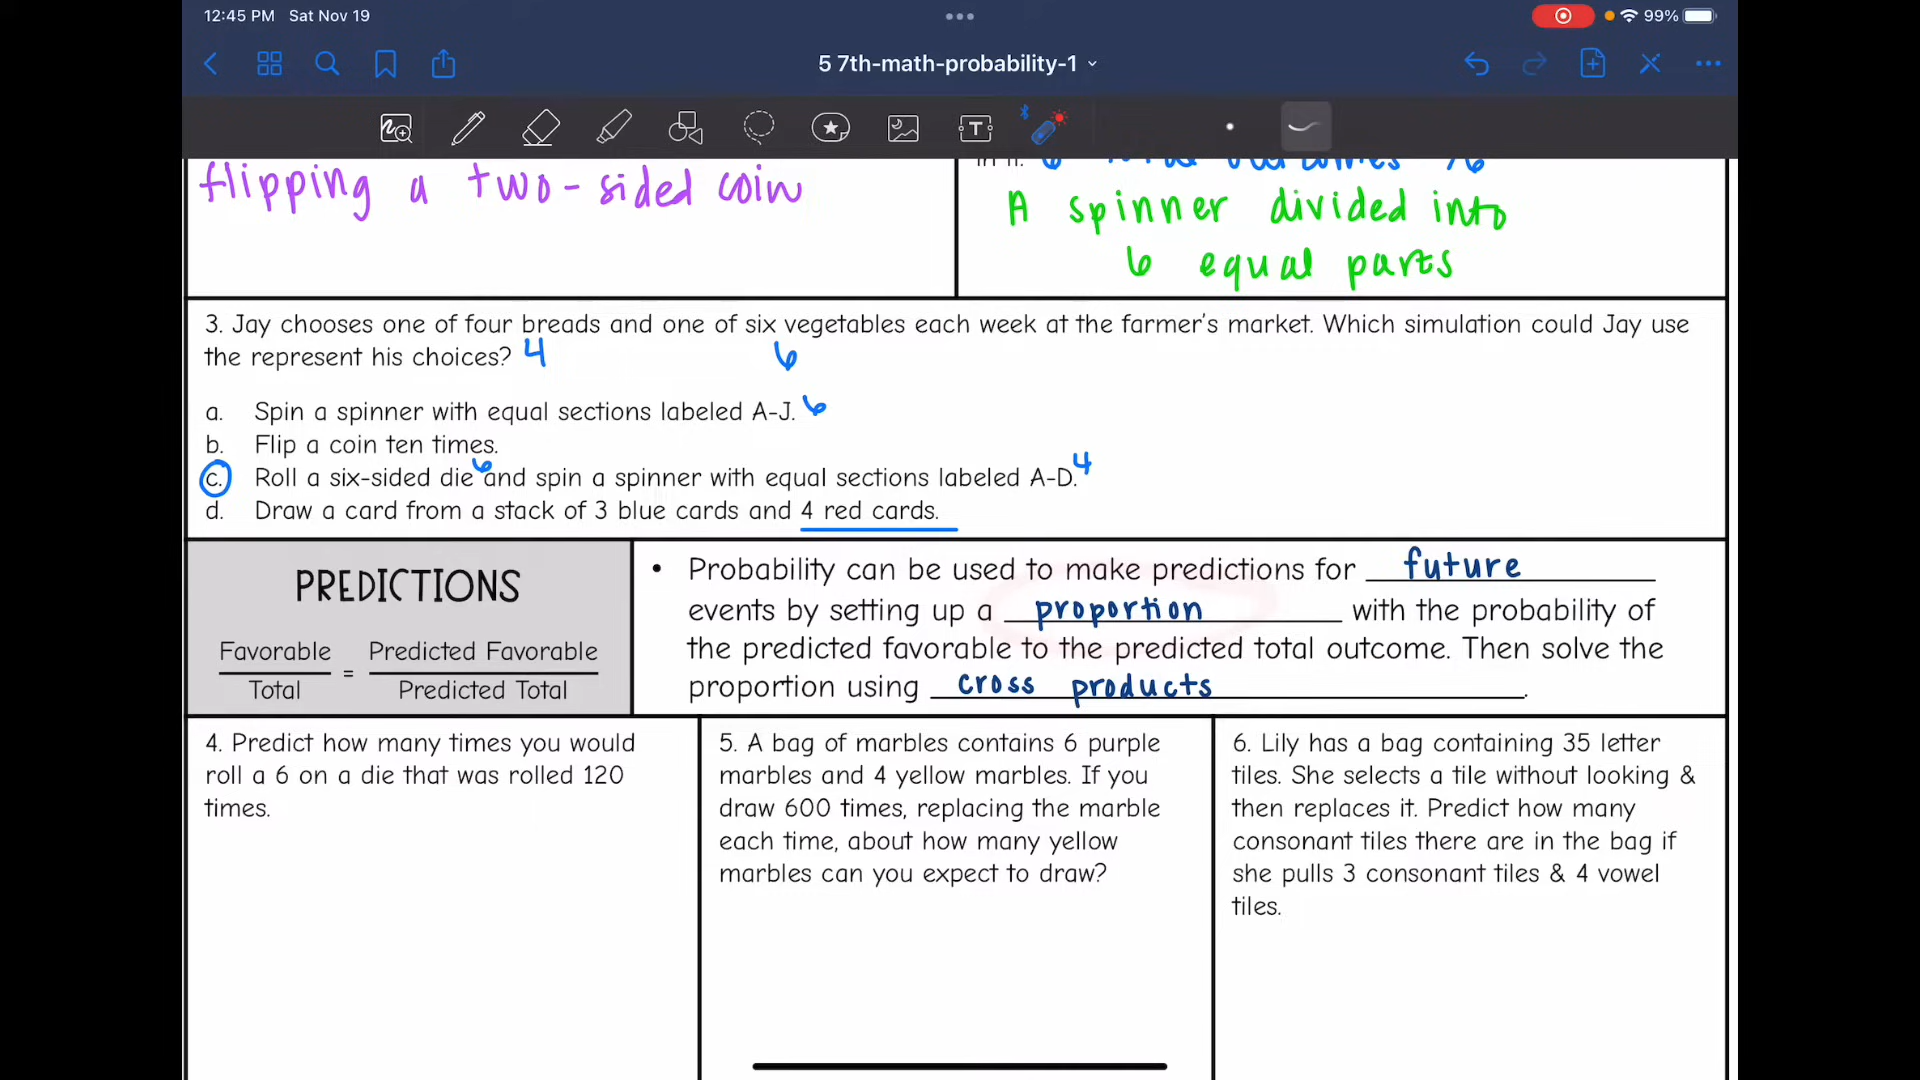 12:45 PM Sat Nov 19
99%
5 7th-math-probability-1
T
flipping a two-sided coin
in it. 6 total outcomes
A spinner divided into
6 equal parts
3. Jay chooses one of four breads and one of six vegetables each week at the farmer's market. Which simulation could Jay use
the represent his choices? 4 6
a. Spin a spinner with equal sections labeled A-J. 6
b. Flip a coin ten times.
c. Roll a six-sided die 6 and spin a spinner with equal sections labeled A-D. 4
d. Draw a card from a stack of 3 blue cards and 4 red cards.
PREDICTIONS
Favorable
Total
=
Predicted Favorable
Predicted Total
• Probability can be used to make predictions for future
events by setting up a proportion with the probability of
the predicted favorable to the predicted total outcome. Then solve the
proportion using cross products.
4. Predict how many times you would
roll a 6 on a die that was rolled 120
times.
5. A bag of marbles contains 6 purple
marbles and 4 yellow marbles. If you
draw 600 times, replacing the marble
each time, about how many yellow
marbles can you expect to draw?
6. Lily has a bag containing 35 letter
tiles. She selects a tile without looking &
then replaces it. Predict how many
consonant tiles there are in the bag if
she pulls 3 consonant tiles & 4 vowel
tiles.